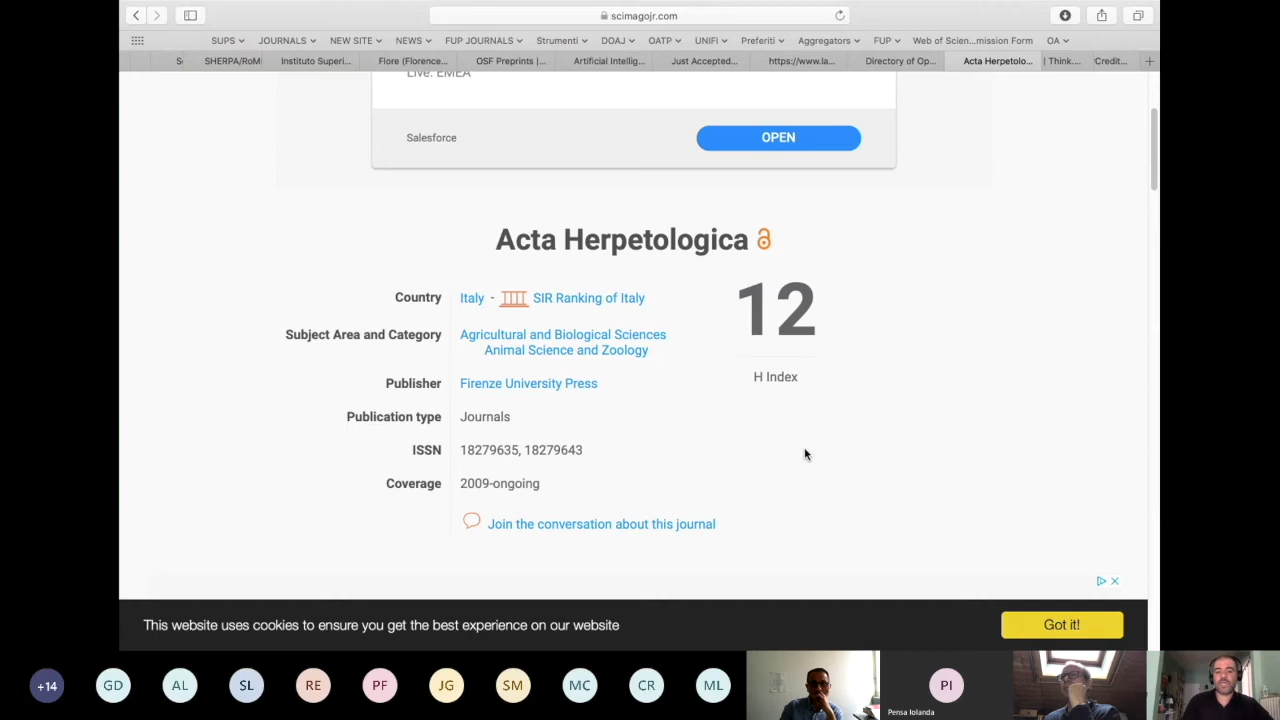 scimagojr.com
SUPS JOURNALS NEW SITE NEWS FUP JOURNALS Strumenti DOAJ OATP UNIFI Preferiti Aggregators FUP Web of Scien...mission Form OA
SHERPA/RoMI Instituto Superi... Flore (Florence... OSF Preprints |... Artificial Intellig... Just Accepted... https://www.la... Directory of Op... Acta Herpetolo... | Think.... 'Credit...
Live. EMEA
Salesforce
OPEN
Acta Herpetologica
Country
Italy - SIR Ranking of Italy
12
Subject Area and Category
Agricultural and Biological Sciences
Animal Science and Zoology
H Index
Publisher
Firenze University Press
Publication type
Journals
ISSN
18279635, 18279643
Coverage
2009-ongoing
Join the conversation about this journal
This website uses cookies to ensure you get the best experience on our website
Got it!
+14 GD AL SL RE PF JG SM MC CR ML PI
Pensa Iolanda